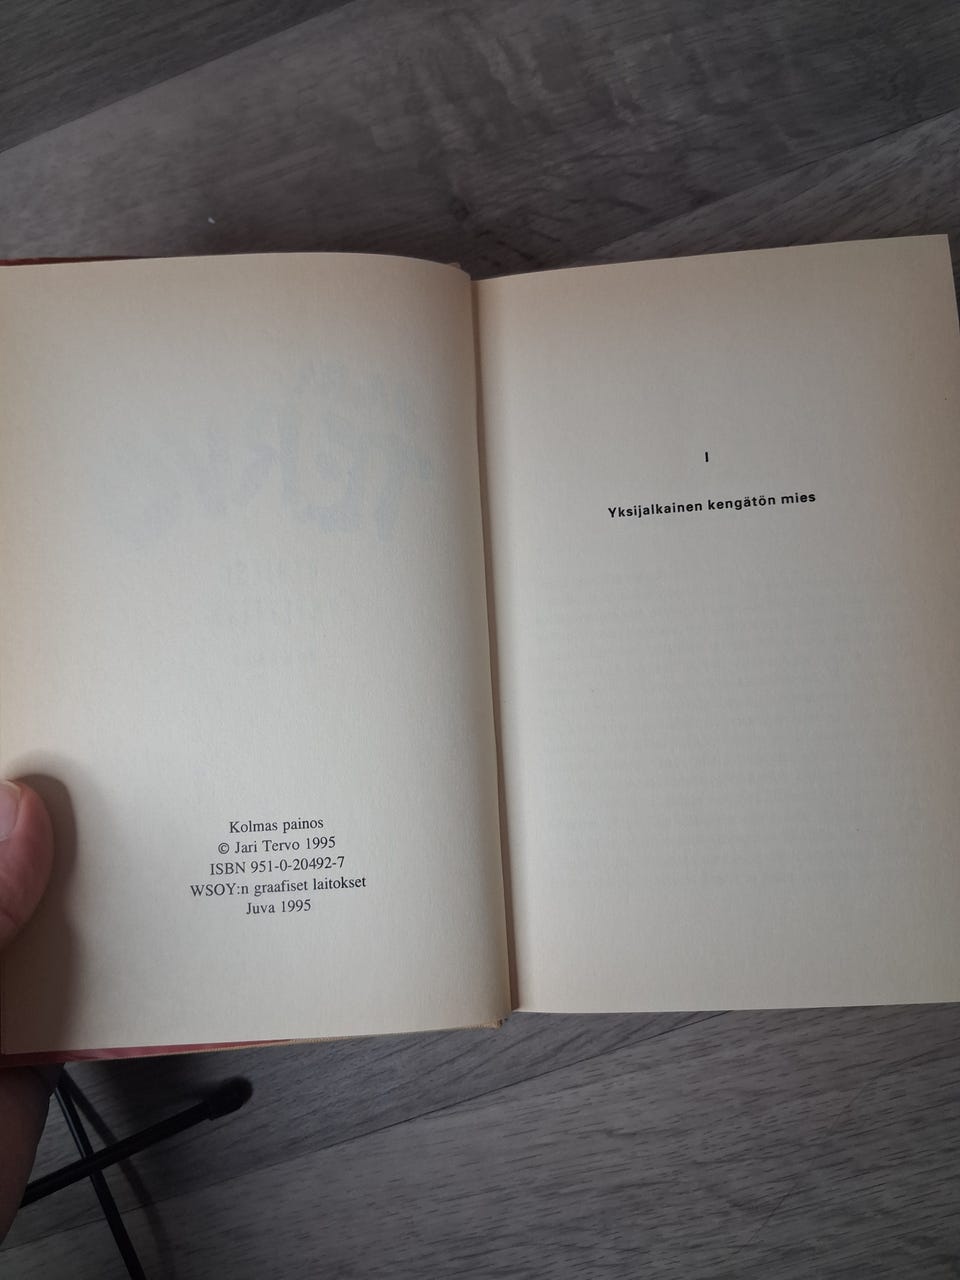 Kolmas painos
© Jari Tervo 1995
ISBN 951-0-20492-7
WSOY:n graafiset laitokset
Juva 1995
I
Yksijalkainen kengätön mies